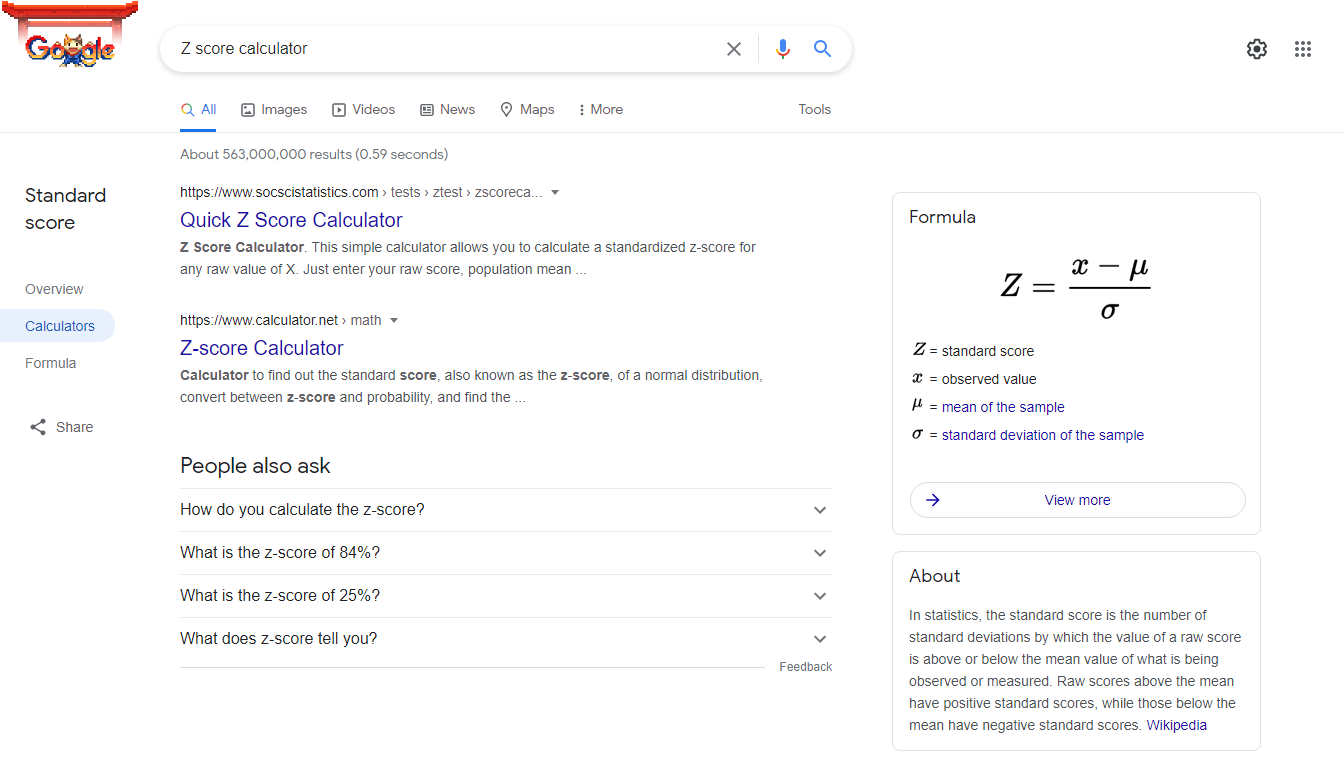 Google
Z score calculator
All
Images
Videos
News
Maps
More
Tools
About 563,000,000 results (0.59 seconds)
Standard
score
Overview
Calculators
Formula
Share
https://www.socscistatistics.com › tests › ztest › zscoreca...
Quick Z Score Calculator
Z Score Calculator. This simple calculator allows you to calculate a standardized z-score for
any raw value of X. Just enter your raw score, population mean ...
https://www.calculator.net › math
Z-score Calculator
Calculator to find out the standard score, also known as the z-score, of a normal distribution,
convert between z-score and probability, and find the ...
People also ask
How do you calculate the z-score?
What is the z-score of 84%?
What is the z-score of 25%?
What does z-score tell you?
Feedback
Formula
Z = (x − μ) / σ
Z = standard score
x = observed value
μ = mean of the sample
σ = standard deviation of the sample
View more
About
In statistics, the standard score is the number of
standard deviations by which the value of a raw score
is above or below the mean value of what is being
observed or measured. Raw scores above the mean
have positive standard scores, while those below the
mean have negative standard scores. Wikipedia